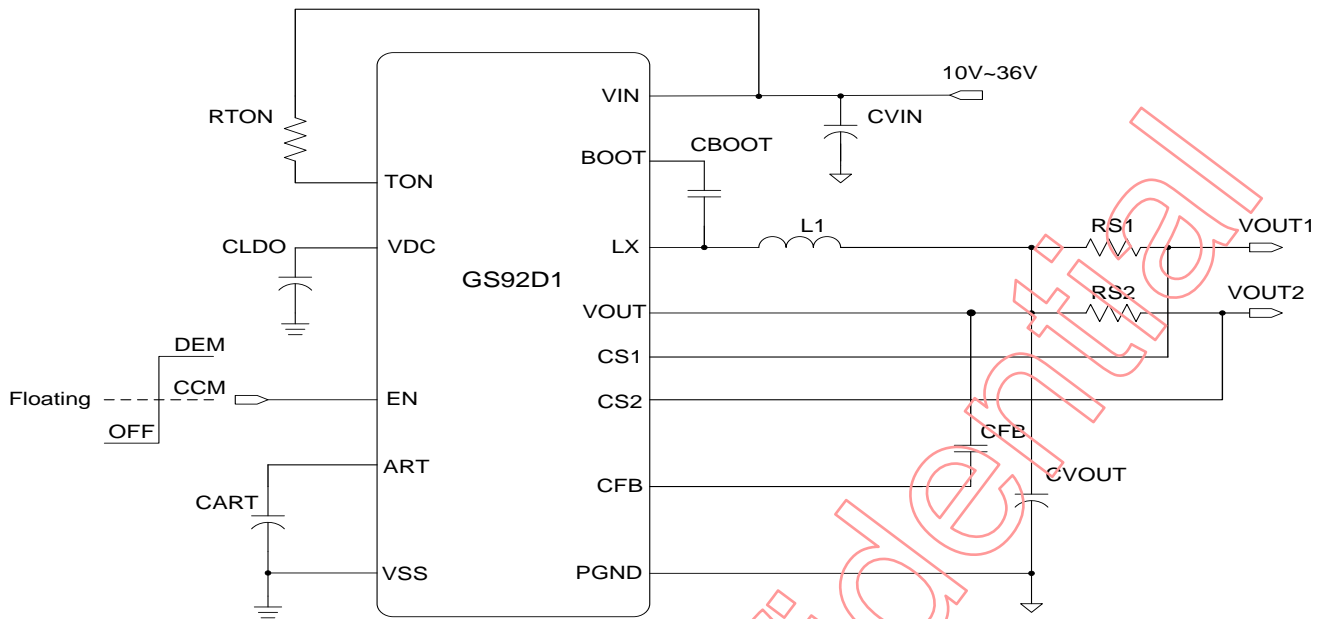 10V~36V
VIN
RTON
CVIN
CBOOT
BOOT
TON
L1
RS1
VOUT1
CLDO
VDC
LX
GS92D1
RS2
VOUT2
VOUT
DEM
CS1
Floating
CCM
EN
CS2
OFF
CFB
ART
CVOUT
CART
CFB
VSS
PGND
idential